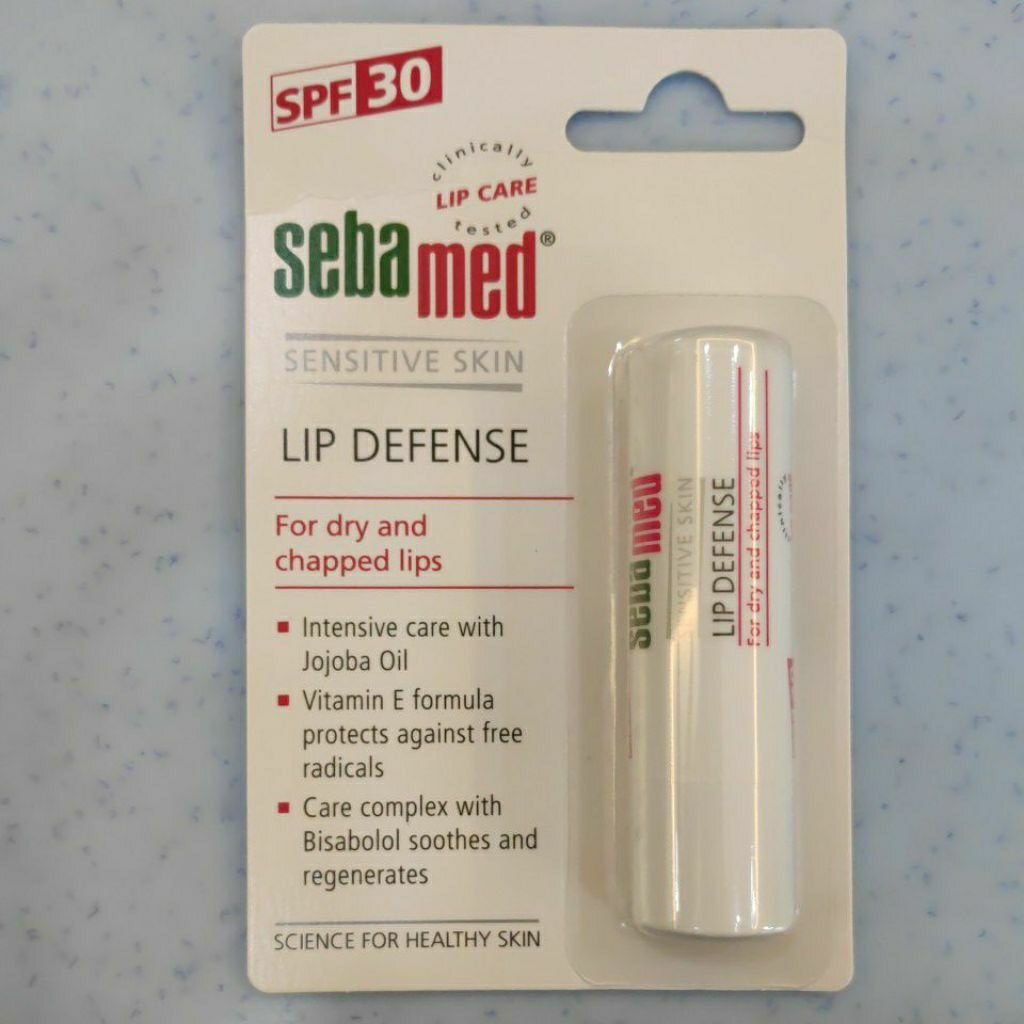 SPF 30
clinically
LIP CARE
tested
sebamed®
SENSITIVE SKIN
LIP DEFENSE
For dry and
chapped lips
Intensive care with
Jojoba Oil
Vitamin E formula
protects against free
radicals
Care complex with
Bisabolol soothes and
regenerates
SCIENCE FOR HEALTHY SKIN
sebamed
SENSITIVE SKIN
LIP DEFENSE
For dry and chapped lips